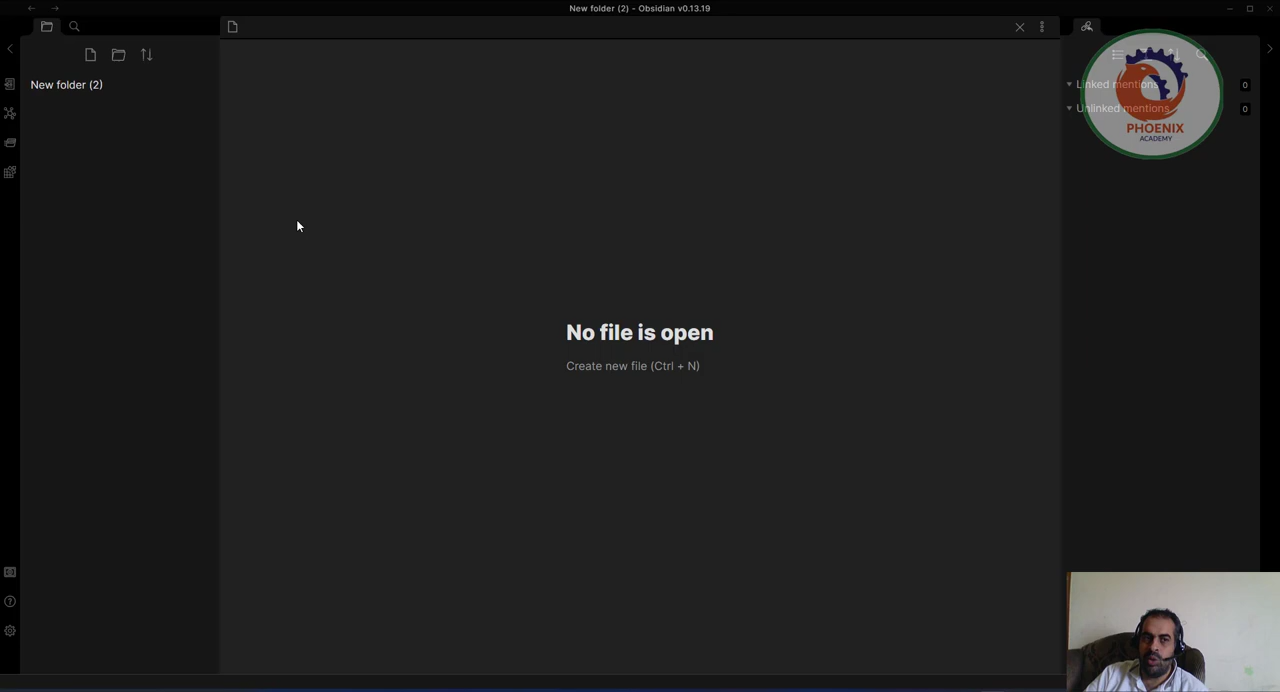 New folder (2) - Obsidian v0.13.19
New folder (2)
No file is open
Create new file (Ctrl + N)
Linked mentions
0
Unlinked mentions
0
PHOENIX
ACADEMY